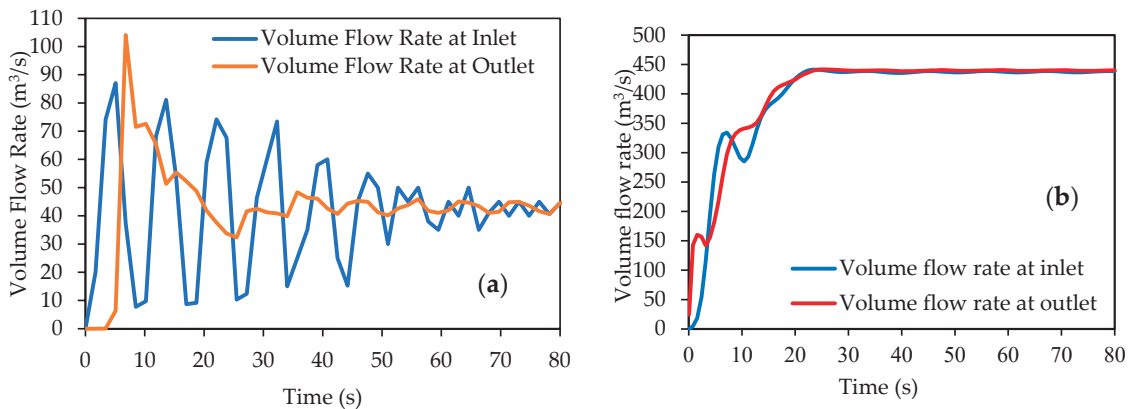 110
100
90
80
70
60
50
40
30
20
10
0
Volume Flow Rate (m³/s)
Volume Flow Rate at Inlet
Volume Flow Rate at Outlet
(a)
0 10 20 30 40 50 60 70 80
Time (s)
500
450
400
350
300
250
200
150
100
50
0
Volume flow rate (m³/s)
(b)
Volume flow rate at inlet
Volume flow rate at outlet
0 10 20 30 40 50 60 70 80
Time (s)